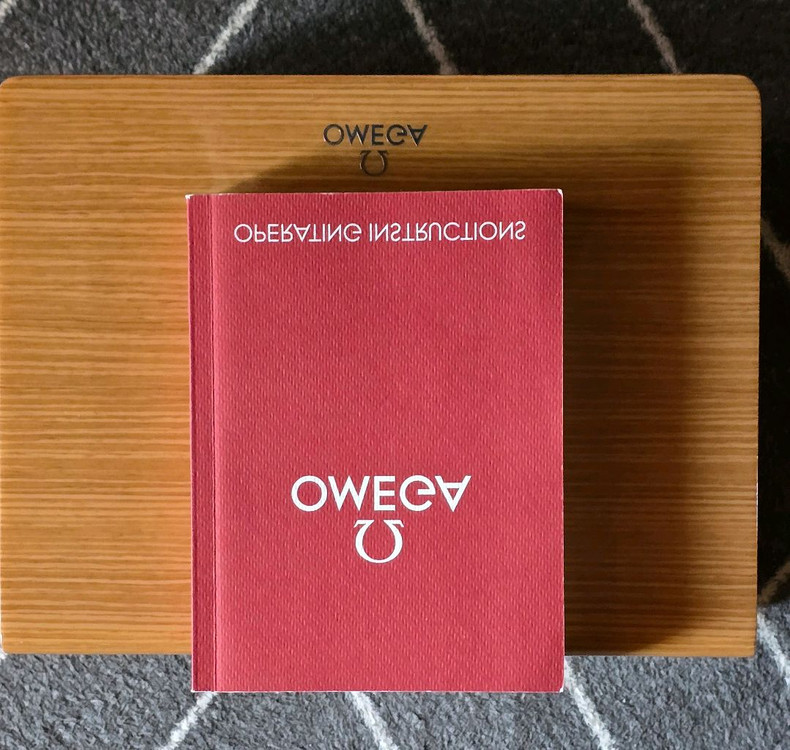 Ω
OMEGA
OPERATING INSTRUCTIONS
Ω
OMEGA